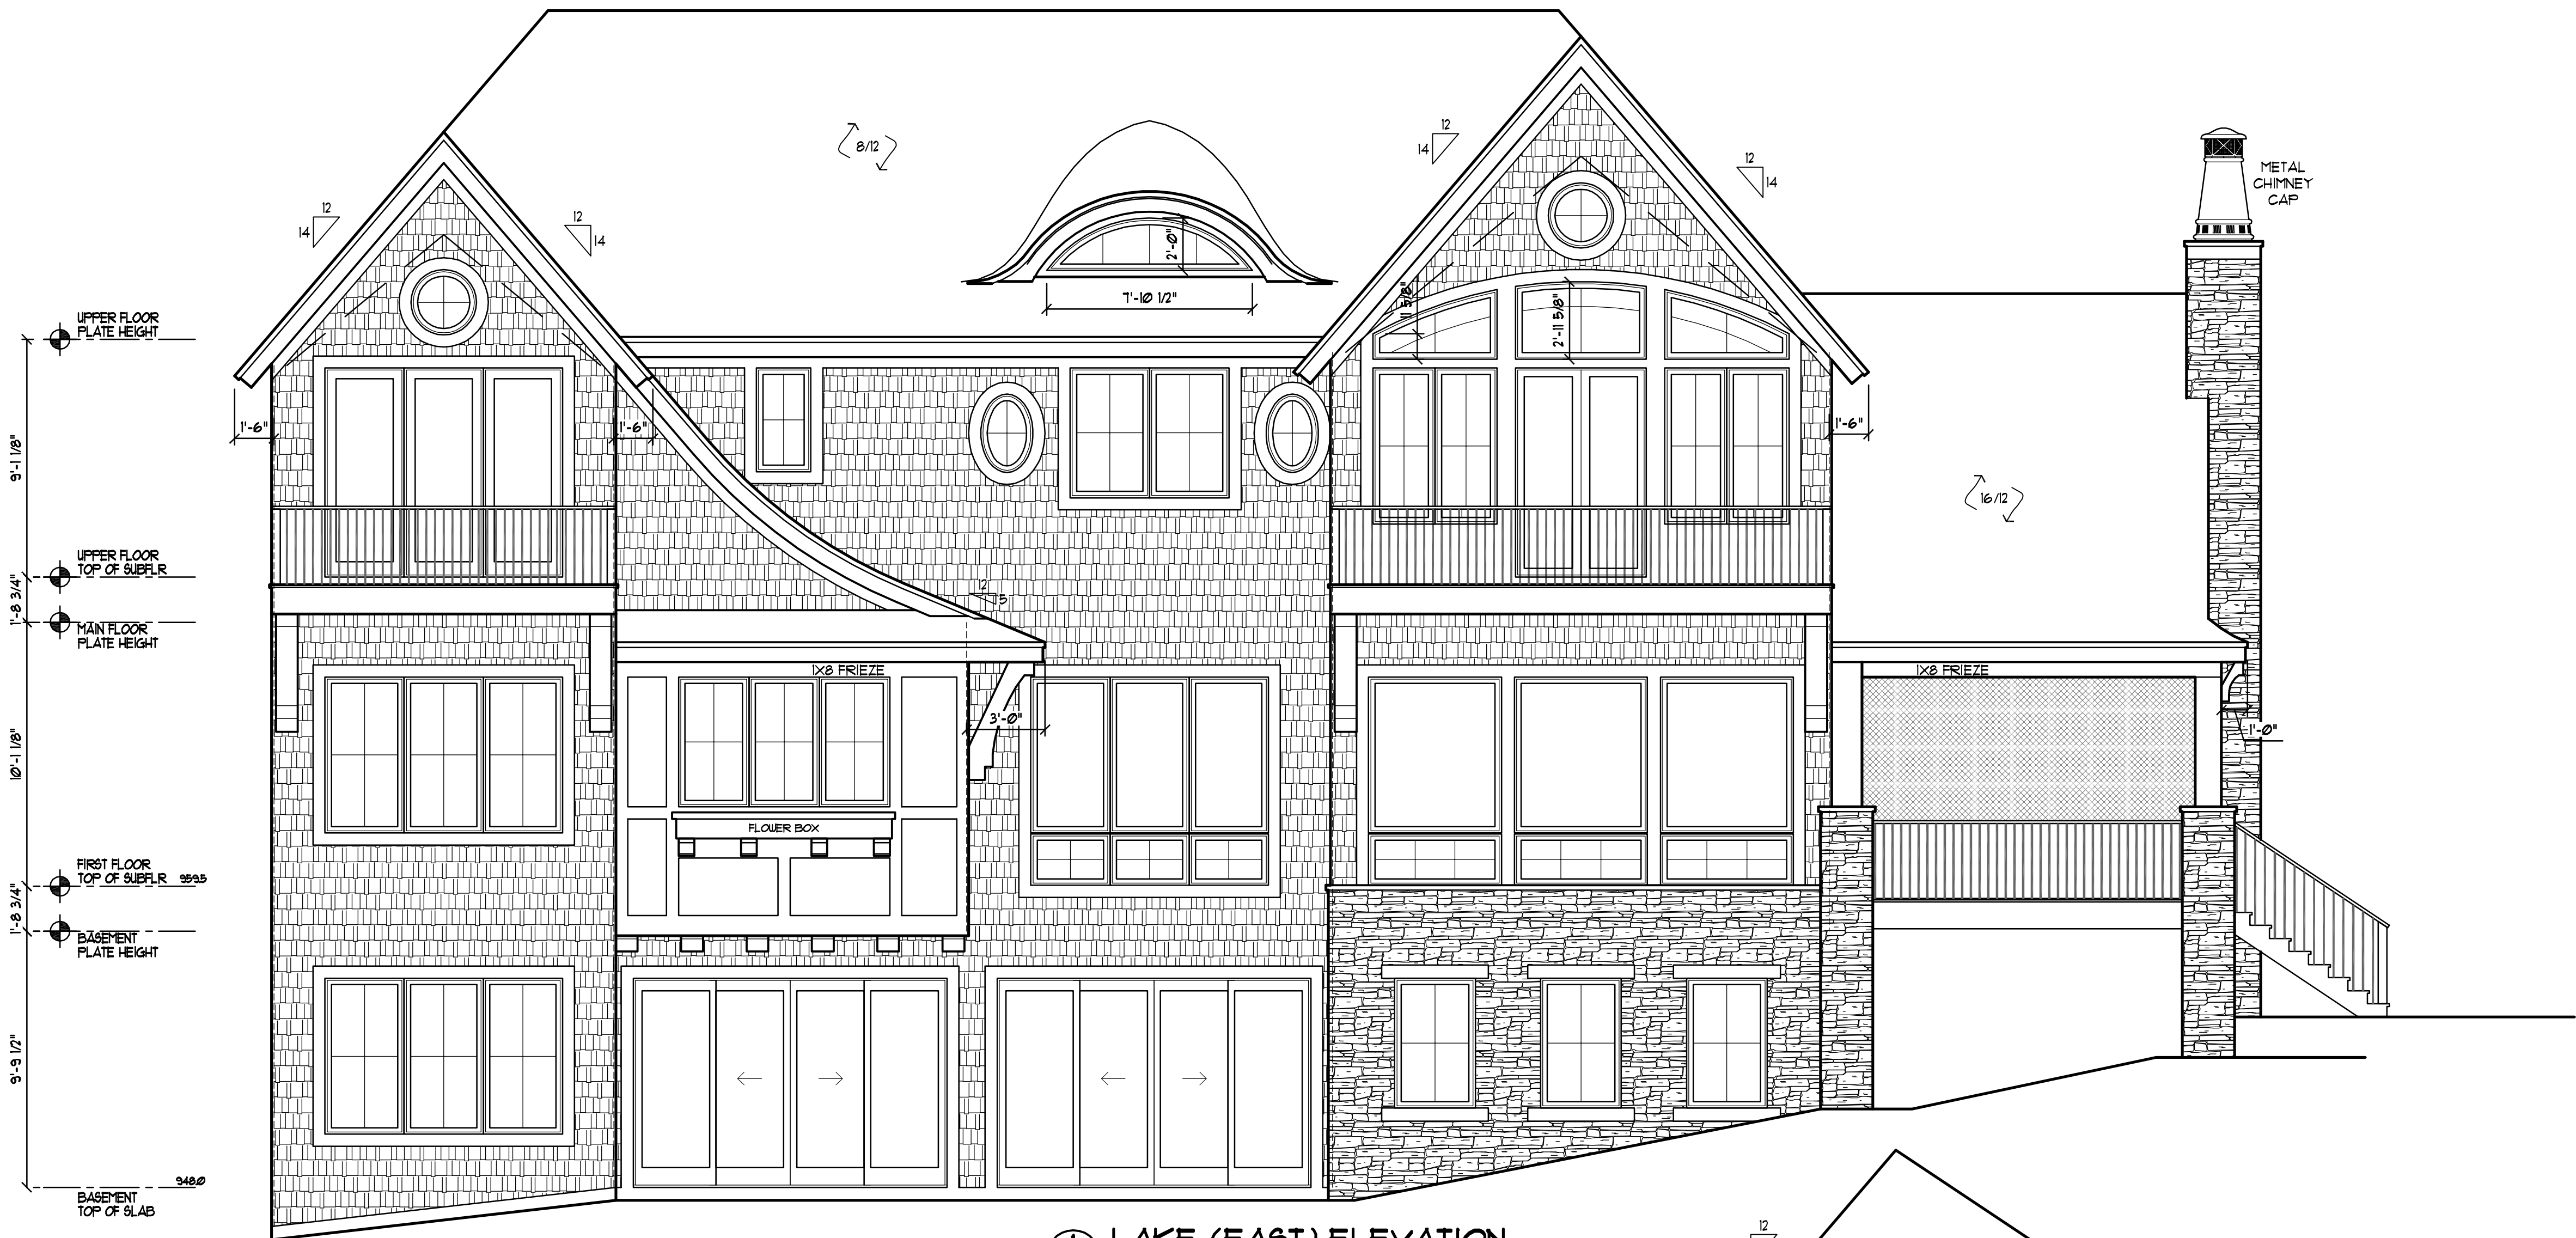 12
8/12
12
14
12
14
METAL
CHIMNEY
CAP
12
14
12
14
2'-0"
7'-10 1/2"
11 5/8"
2'-11 5/8"
UPPER FLOOR
PLATE HEIGHT
1'-6"
1'-6"
1'-6"
9'-1 1/8"
16/12
UPPER FLOOR
TOP OF SUBFLR
1'-8 3/4"
12
5
MAIN FLOOR
PLATE HEIGHT
1X8 FRIEZE
1X8 FRIEZE
3'-0"
1'-0"
10'-1 1/8"
FLOWER BOX
FIRST FLOOR
TOP OF SUBFLR 959.5
1'-8 3/4"
BASEMENT
PLATE HEIGHT
9'-9 1/2"
948.0
BASEMENT
TOP OF SLAB
LAKE (EAST) ELEVATION
12